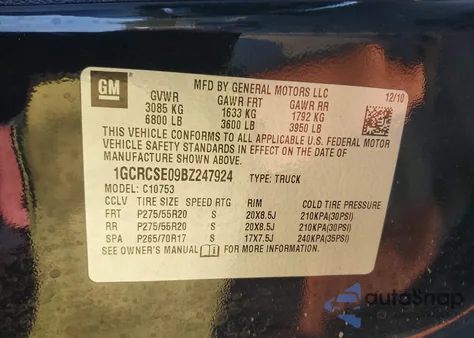 GM
MFD BY GENERAL MOTORS LLC
12/10
GVWR GAWR FRT GAWR RR
3085 KG 1633 KG 1792 KG
6800 LB 3600 LB 3950 LB
THIS VEHICLE CONFORMS TO ALL APPLICABLE U.S. FEDERAL MOTOR
VEHICLE SAFETY STANDARDS IN EFFECT ON THE DATE OF
MANUFACTURE SHOWN ABOVE.
1GCRCSE09BZ247924 TYPE: TRUCK
MODEL: C10753
CCLV TIRE SIZE SPEED RTG RIM COLD TIRE PRESSURE
FRT P275/55R20 S 20X8.5J 210KPA(30PSI)
RR P275/55R20 S 20X8.5J 210KPA(30PSI)
SPA P265/70R17 S 17X7.5J 240KPA(35PSI)
SEE OWNER'S MANUAL FOR MORE INFORMATION.
autoSnap